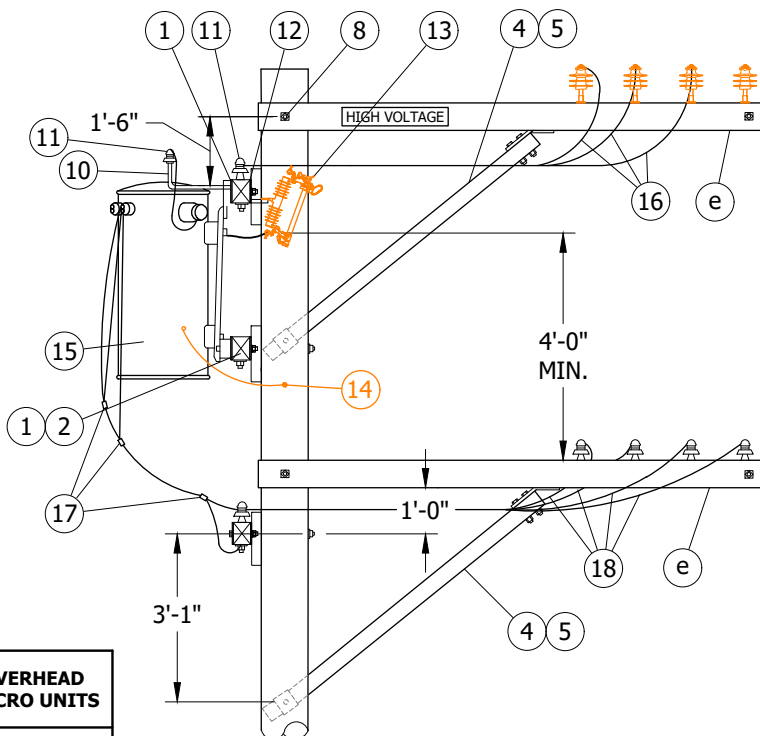 1 11 12 8 13 4 5
1'-6"
HIGH VOLTAGE
11
10
16 e
15
4'-0"
MIN.
14
1 2
17
1'-0"
18 e
3'-1"
4 5
VERHEAD
CRO UNITS